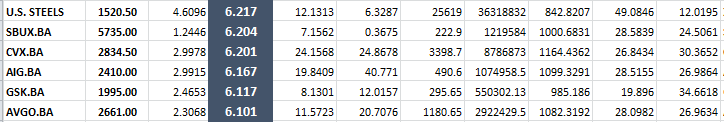 U.S. STEELS 1520.50 4.6096 6.217 12.1313 6.3287 25619 36318832 842.8207 49.0846 12.0195
SBUX.BA 5735.00 1.2446 6.204 7.1562 0.3675 222.9 1219584 1000.6831 28.5839 24.5061
CVX.BA 2834.50 2.9978 6.201 24.1568 24.8678 3398.7 8786873 1164.4362 26.8434 30.3652
AIG.BA 2410.00 2.9915 6.167 19.8409 40.771 490.6 1074958.5 1099.3291 28.5155 26.9864
GSK.BA 1995.00 2.4653 6.117 8.1301 12.0157 295.65 550302.13 985.186 19.896 34.6618
AVGO.BA 2661.00 2.3068 6.101 11.5723 20.7076 1180.65 2922429.5 1082.3192 28.0982 26.9634